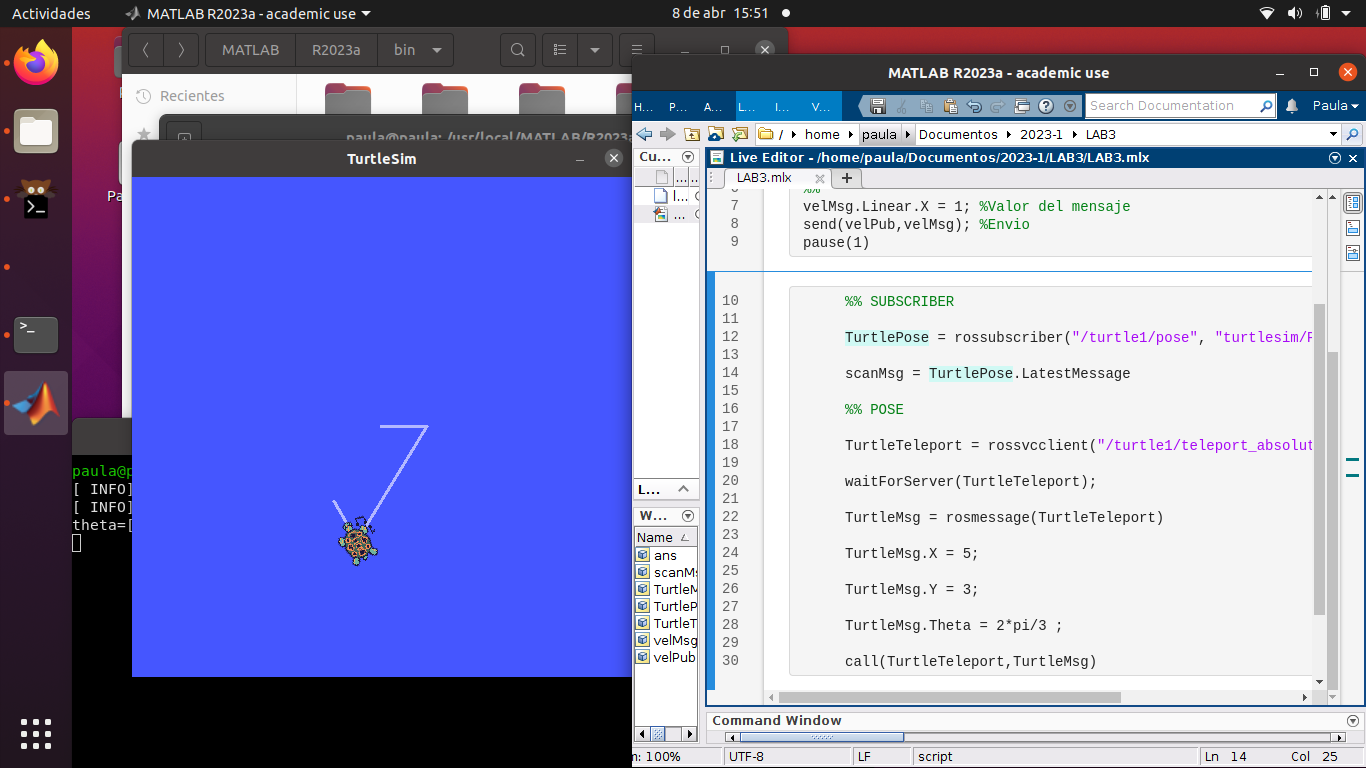 Actividades
MATLAB R2023a - academic use
8 de abr 15:51
MATLAB
R2023a
bin
Recientes
paula@paula: /usr/local/MATLAB/R2023a
TurtleSim
paula@p
[ INFO]
[ INFO]
theta=[
MATLAB R2023a - academic use
H...
P...
A...
L...
I...
V...
Search Documentation
Paula
/
home
paula
Documentos
2023-1
LAB3
Cu...
Live Editor - /home/paula/Documentos/2023-1/LAB3/LAB3.mlx
LAB3.mlx
+
L...
W...
Name
ans
scanMs
TurtleM
TurtleP
TurtleT
velMsg
velPub
6 %%
7 velMsg.Linear.X = 1; %Valor del mensaje
8 send(velPub,velMsg); %Envio
9 pause(1)
10 %% SUBSCRIBER
11
12 TurtlePose = rossubscriber("/turtle1/pose", "turtlesim/P
13
14 scanMsg = TurtlePose.LatestMessage
15
16 %% POSE
17
18 TurtleTeleport = rossvcclient("/turtle1/teleport_absolut
19
20 waitForServer(TurtleTeleport);
21
22 TurtleMsg = rosmessage(TurtleTeleport)
23
24 TurtleMsg.X = 5;
25
26 TurtleMsg.Y = 3;
27
28 TurtleMsg.Theta = 2*pi/3 ;
29
30 call(TurtleTeleport,TurtleMsg)
Command Window
m: 100%
UTF-8
LF
script
Ln 14
Col 25